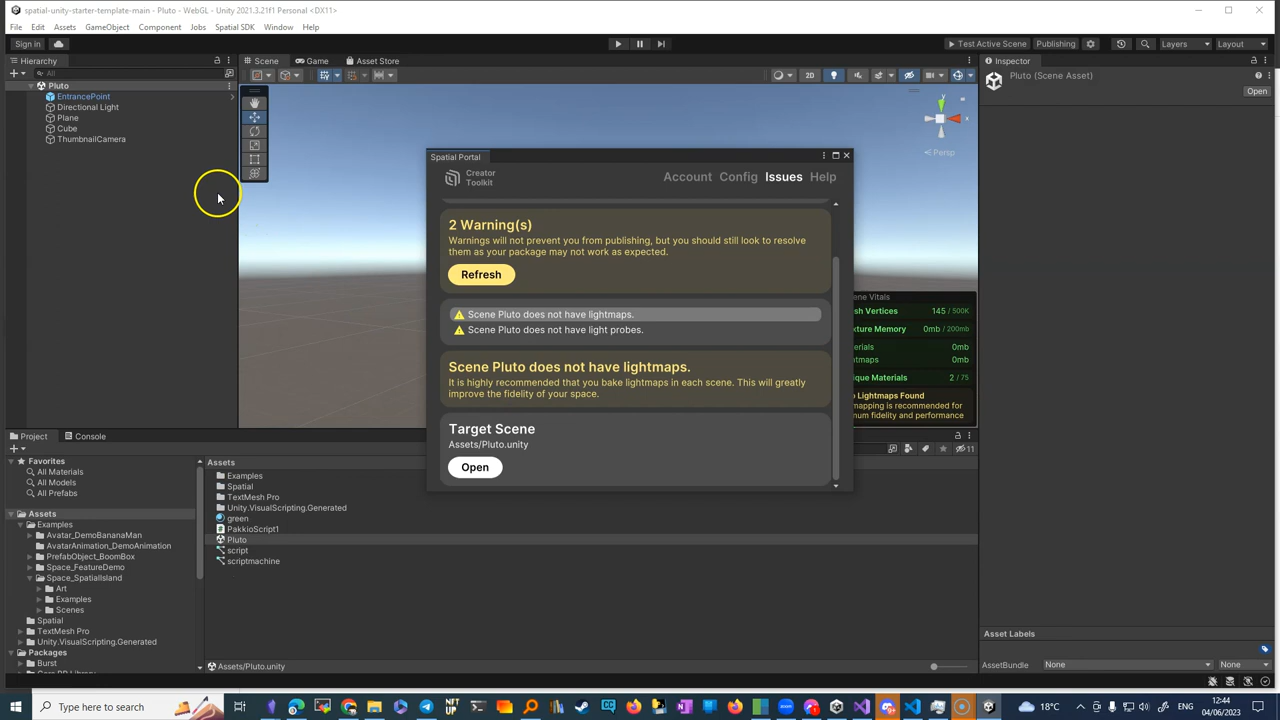 spatial-unity-starter-template-main - Pluto - WebGL - Unity 2021.3.21f1 Personal <DX11>
File Edit Assets GameObject Component Jobs Spatial SDK Window Help
Sign in
Test Active Scene Publishing Layers Layout
Hierarchy
Scene Game Asset Store
Inspector
All
2D
Pluto
EntrancePoint
Directional Light
Plane
Cube
ThumbnailCamera
Pluto (Scene Asset)
Open
y
x
Persp
Spatial Portal
Creator
Toolkit
Account Config Issues Help
2 Warning(s)
Warnings will not prevent you from publishing, but you should still look to resolve
them as your package may not work as expected.
Refresh
Scene Pluto does not have lightmaps.
Scene Pluto does not have light probes.
Scene Pluto does not have lightmaps.
It is highly recommended that you bake lightmaps in each scene. This will greatly
improve the fidelity of your space.
Target Scene
Assets/Pluto.unity
Open
ene Vitals
sh Vertices 145 / 500K
xture Memory 0mb / 200mb
erials 0mb
ntmaps 0mb
ique Materials 2 / 75
o Lightmaps Found
mapping is recommended for
mum fidelity and performance
Project Console
11
Favorites
All Materials
All Models
All Prefabs
Assets
Examples
Avatar_DemoBananaMan
AvatarAnimation_DemoAnimation
PrefabObject_BoomBox
Space_FeatureDemo
Space_SpatialIsland
Art
Examples
Scenes
Spatial
TextMesh Pro
Unity.VisualScripting.Generated
Packages
Burst
Assets
Examples
Spatial
TextMesh Pro
Unity.VisualScripting.Generated
green
PakkioScript1
Pluto
script
scriptmachine
Assets/Pluto.unity
Asset Labels
AssetBundle None None
Type here to search
18°C
ENG
12:44
04/06/2023